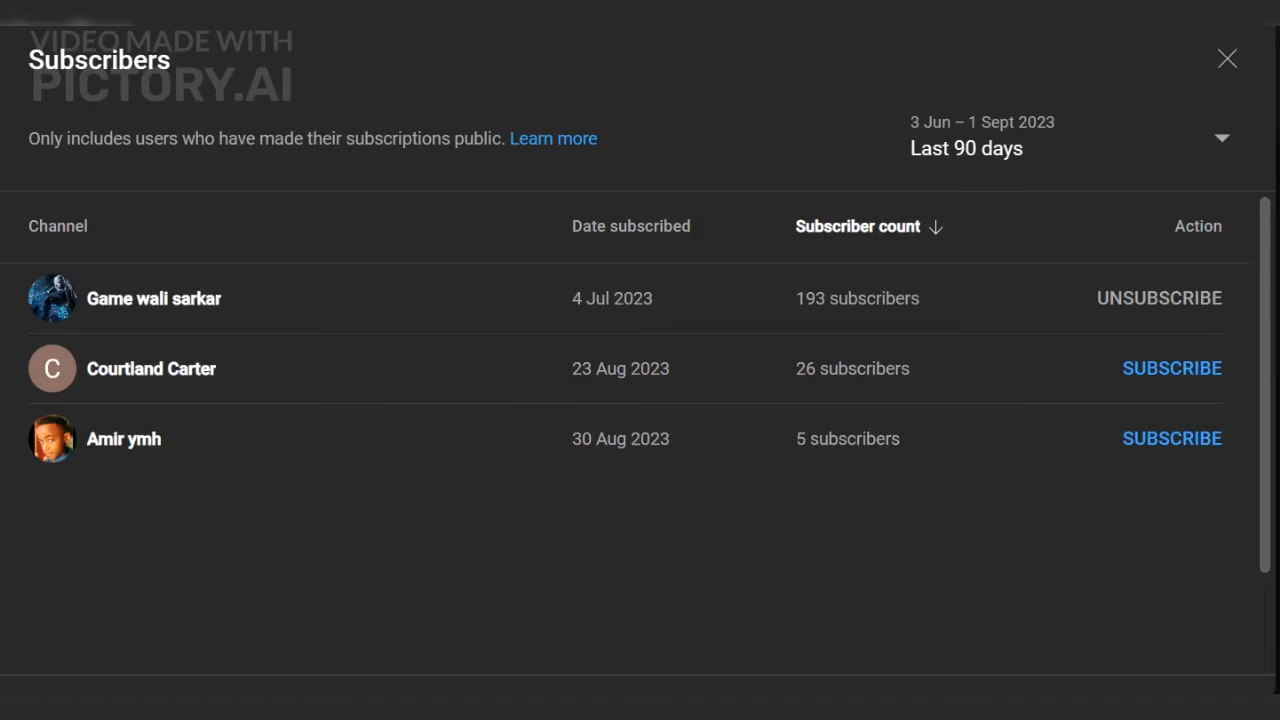 VIDEO MADE WITH
Subscribers
PICTORY.AI
Only includes users who have made their subscriptions public. Learn more
3 Jun – 1 Sept 2023
Last 90 days
Channel Date subscribed Subscriber count Action
Game wali sarkar 4 Jul 2023 193 subscribers UNSUBSCRIBE
C
Courtland Carter 23 Aug 2023 26 subscribers SUBSCRIBE
Amir ymh 30 Aug 2023 5 subscribers SUBSCRIBE